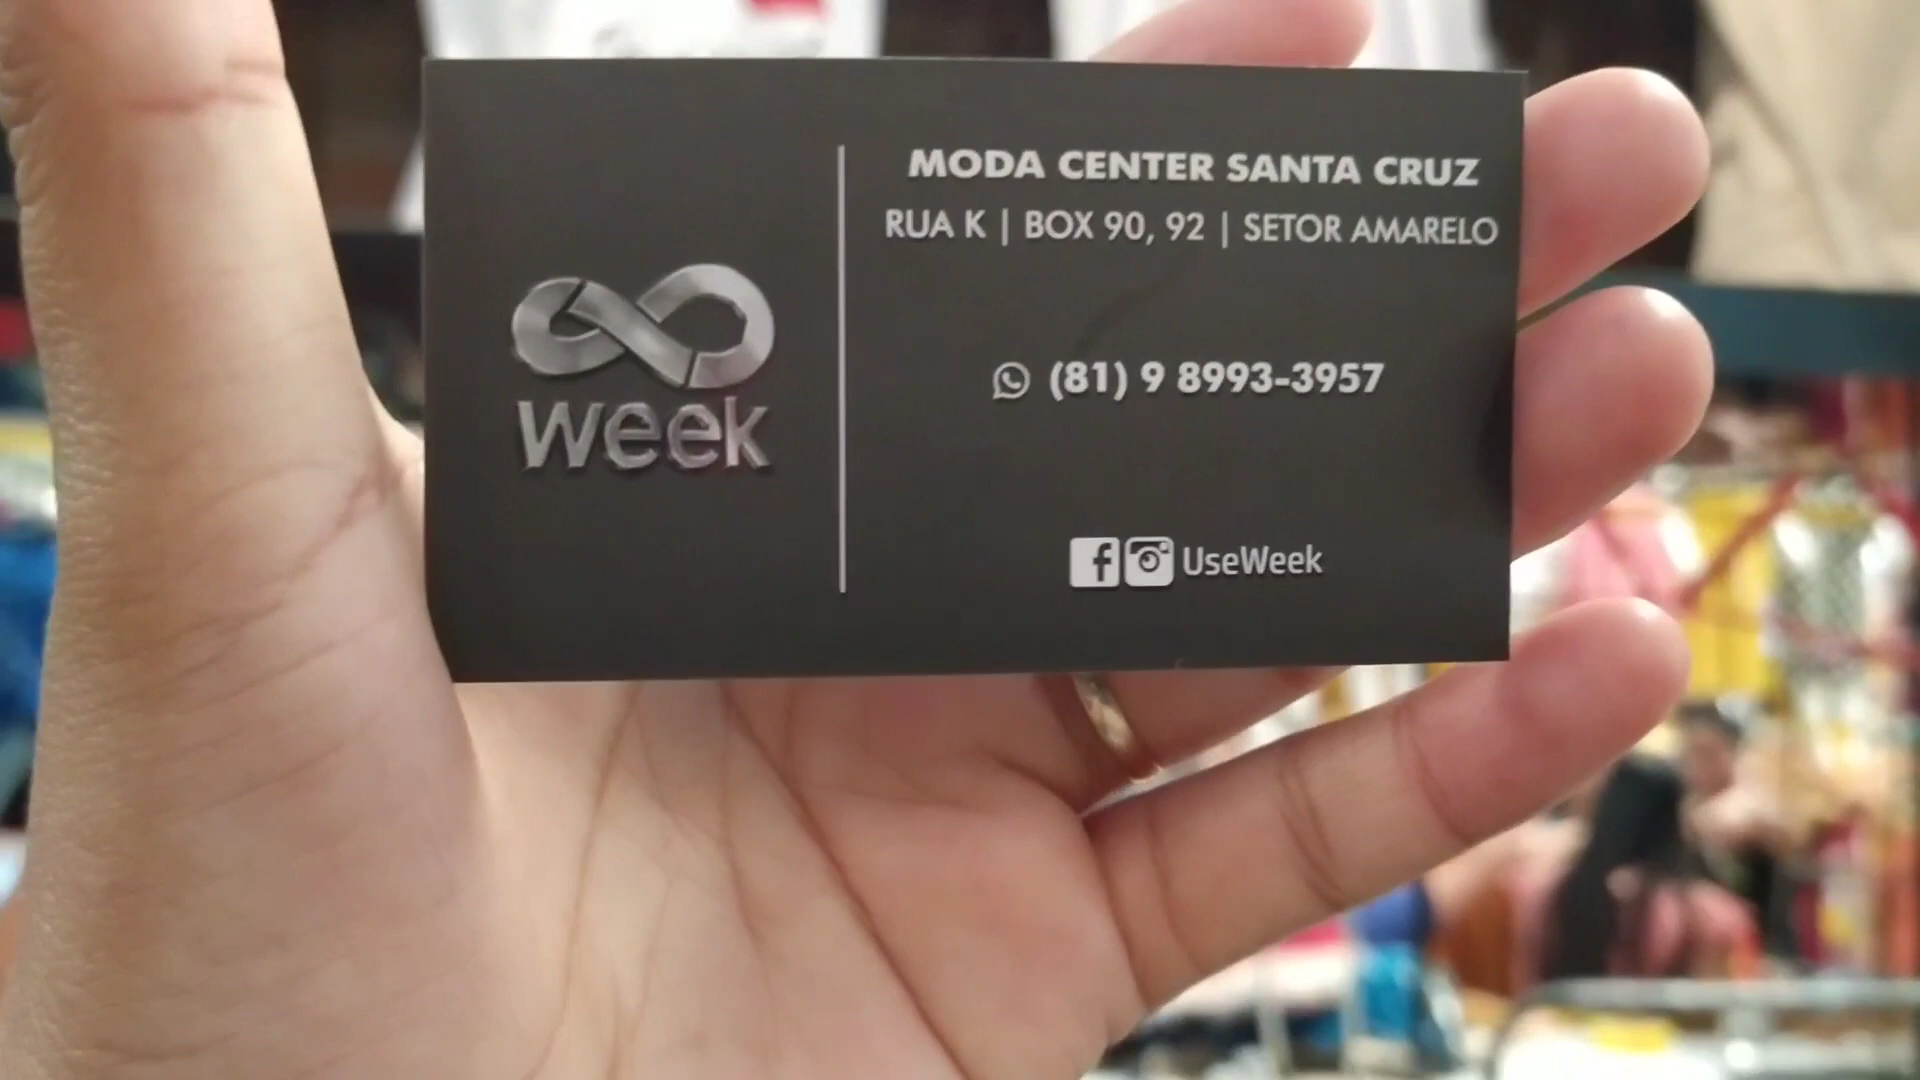 week
MODA CENTER SANTA CRUZ
RUA K | BOX 90, 92 | SETOR AMARELO
(81) 9 8993-3957
UseWeek